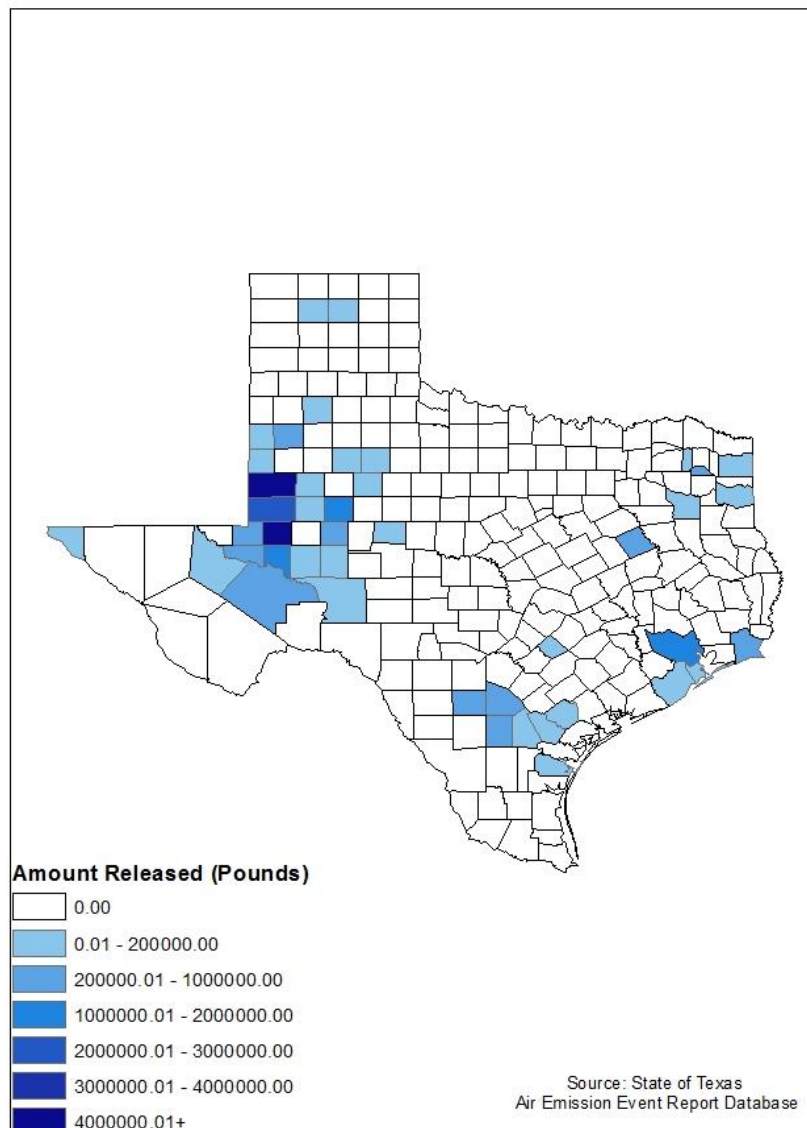 Amount Released (Pounds)
0.00
0.01 - 200000.00
200000.01 - 1000000.00
1000000.01 - 2000000.00
2000000.01 - 3000000.00
3000000.01 - 4000000.00
4000000.01+
Source: State of Texas
Air Emission Event Report Database